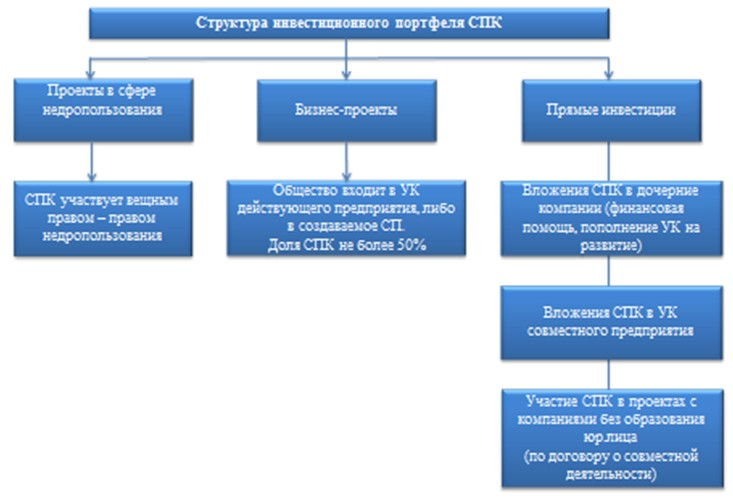 Структура инвестиционного портфеля СПК
Проекты в сфере
недропользования
Бизнес-проекты
Прямые инвестиции
СПК участвует вещным
правом – правом
недропользования
Общество входит в УК
действующего предприятия, либо
в создаваемое СП.
Доля СПК не более 50%
Вложения СПК в дочерние
компании (финансовая
помощь, пополнение УК на
развитие)
Вложения СПК в УК
совместного предприятия
Участие СПК в проектах с
компаниями без образования
юр.лица
(по договору о совместной
деятельности)